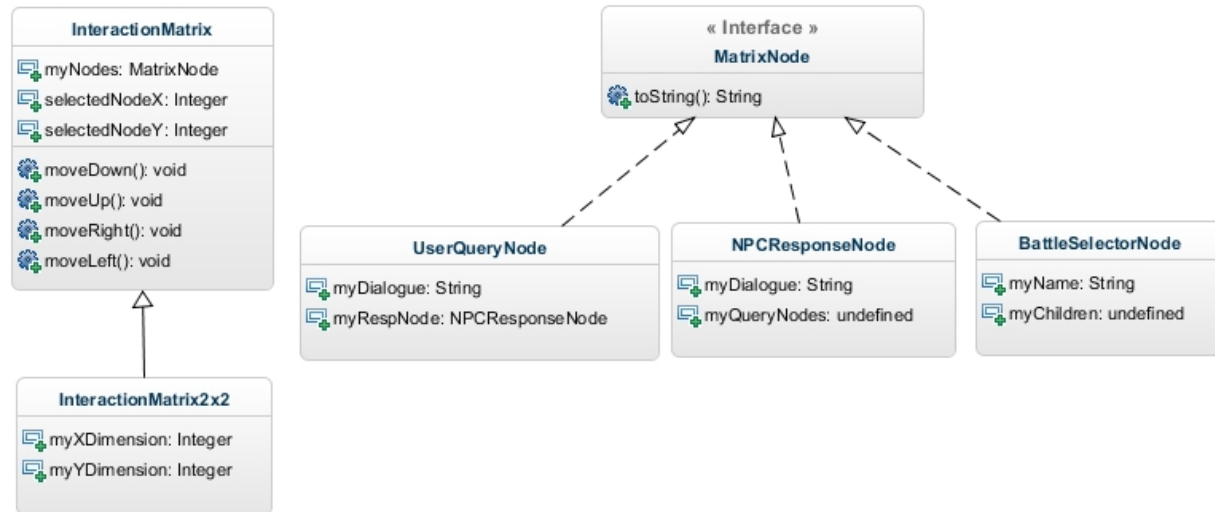 InteractionMatrix
myNodes: MatrixNode
selectedNodeX: Integer
selectedNodeY: Integer
moveDown(): void
moveUp(): void
moveRight(): void
moveLeft(): void
InteractionMatrix2x2
myXDimension: Integer
myYDimension: Integer
« Interface »
MatrixNode
toString(): String
UserQueryNode
myDialogue: String
myRespNode: NPCResponseNode
NPCResponseNode
myDialogue: String
myQueryNodes: undefined
BattleSelectorNode
myName: String
myChildren: undefined